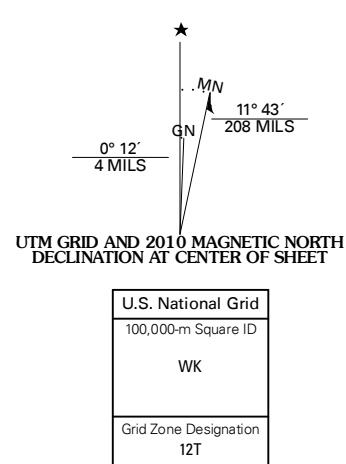 ★
MN
11° 43´
208 MILS
GN
0° 12´
4 MILS
UTM GRID AND 2010 MAGNETIC NORTH
DECLINATION AT CENTER OF SHEET
U.S. National Grid
100,000-m Square ID
WK
Grid Zone Designation
12T